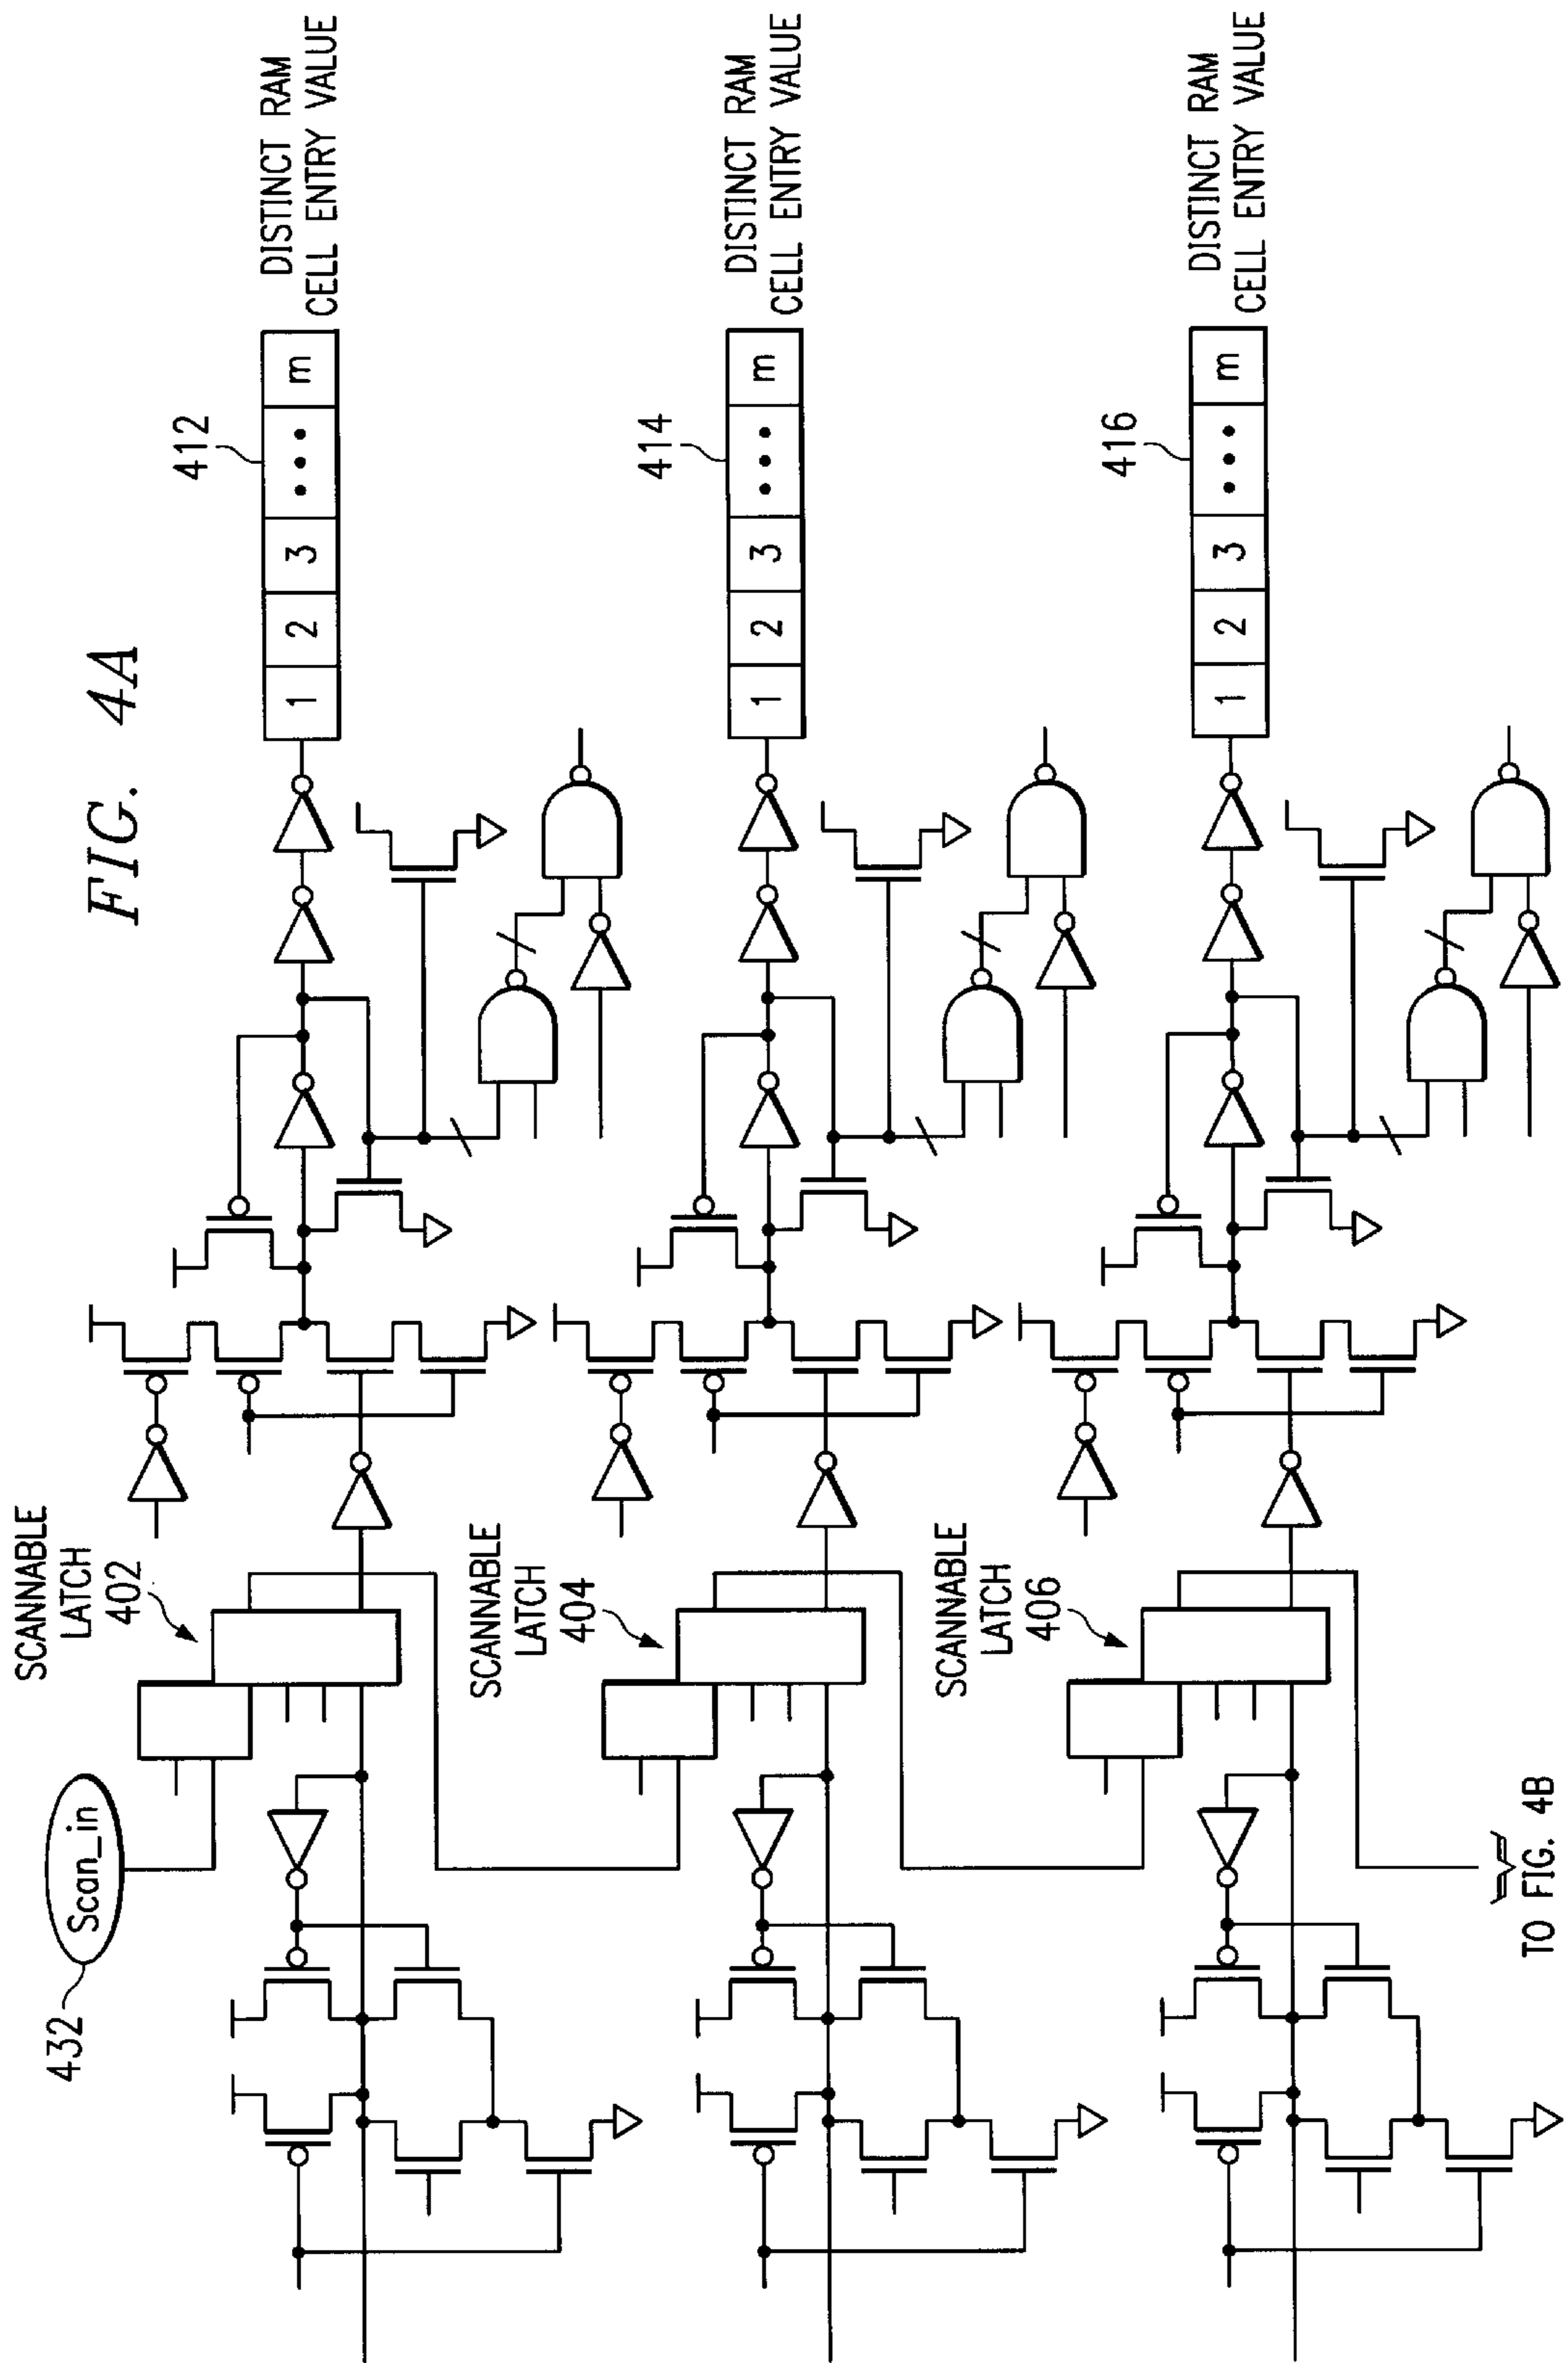 FIG. 4A
432
Scan_in
SCANNABLE
LATCH
402
412
1 2 3 ••• m
DISTINCT RAM
CELL ENTRY VALUE
SCANNABLE
LATCH
404
414
1 2 3 ••• m
DISTINCT RAM
CELL ENTRY VALUE
SCANNABLE
LATCH
406
416
1 2 3 ••• m
DISTINCT RAM
CELL ENTRY VALUE
TO FIG. 4B